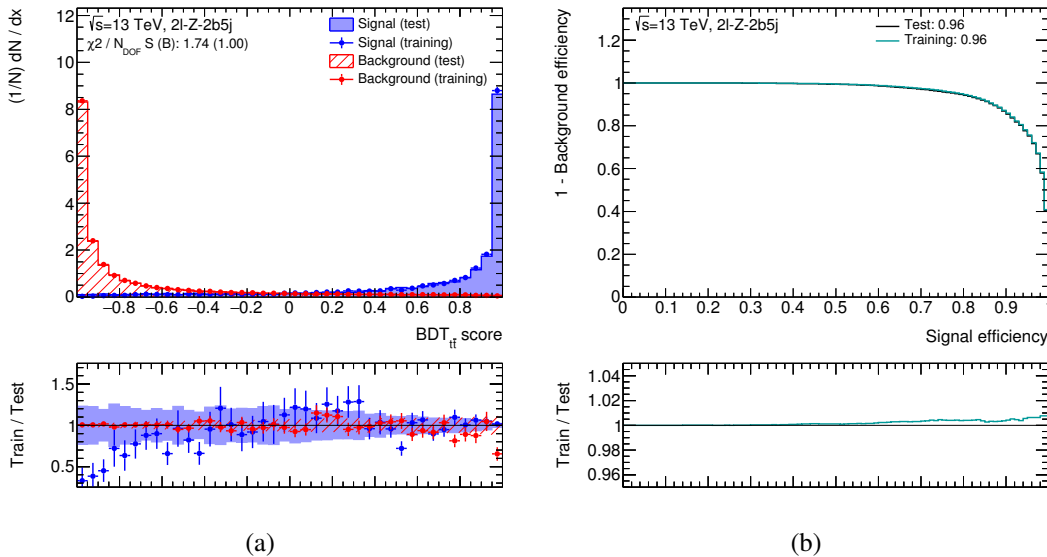 √s=13 TeV, 2l-Z-2b5j
χ2 / N_DOF S (B): 1.74 (1.00)
Signal (test)
Signal (training)
Background (test)
Background (training)
(1/N) dN / dx
12
10
8
6
4
2
0
−0.8 −0.6 −0.4 −0.2 0 0.2 0.4 0.6 0.8
BDT_tt̄ score
Train / Test
1.5
1
0.5
(a)
√s=13 TeV, 2l-Z-2b5j
Test: 0.96
Training: 0.96
1 - Background efficiency
1.2
1
0.8
0.6
0.4
0.2
0
0 0.1 0.2 0.3 0.4 0.5 0.6 0.7 0.8 0.9 1
Signal efficiency
Train / Test
1.04
1.02
1
0.98
0.96
(b)